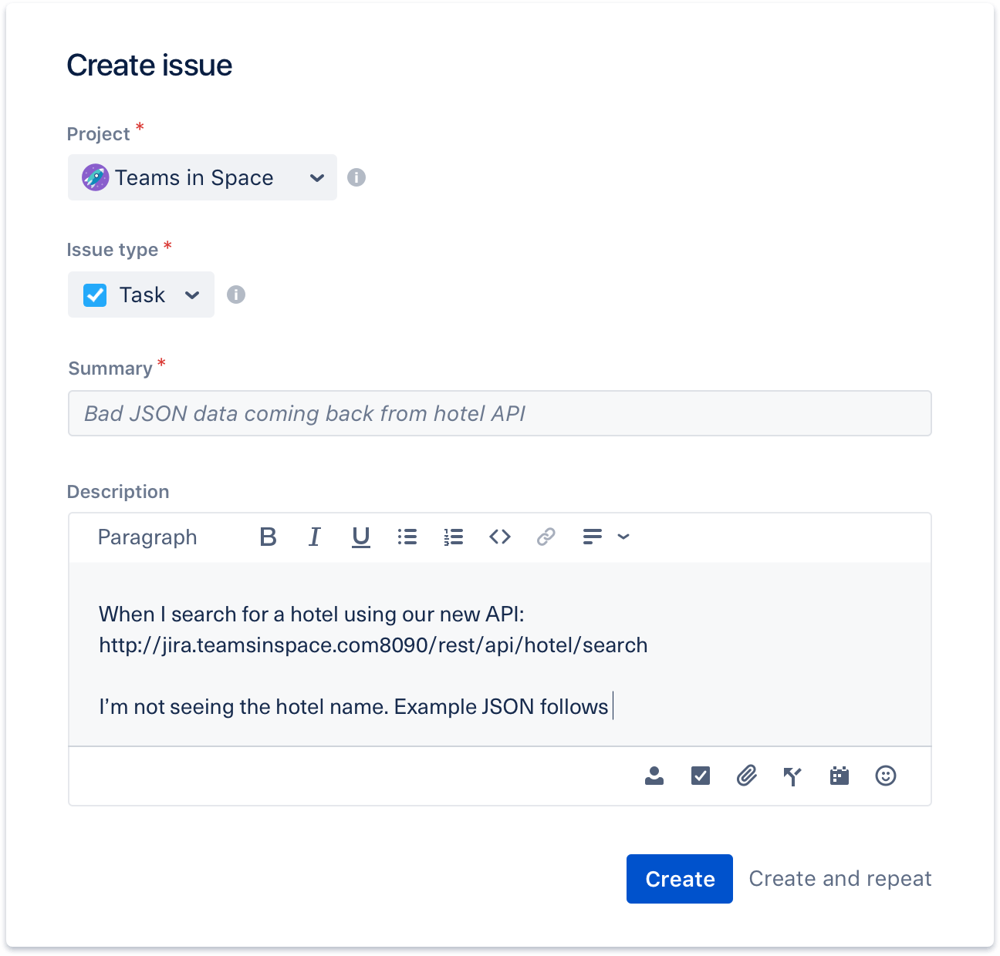 Create issue
Project *
Teams in Space
Issue type *
Task
Summary *
Bad JSON data coming back from hotel API
Description
Paragraph B I U
When I search for a hotel using our new API:
http://jira.teamsinspace.com8090/rest/api/hotel/search
I'm not seeing the hotel name. Example JSON follows
Create Create and repeat